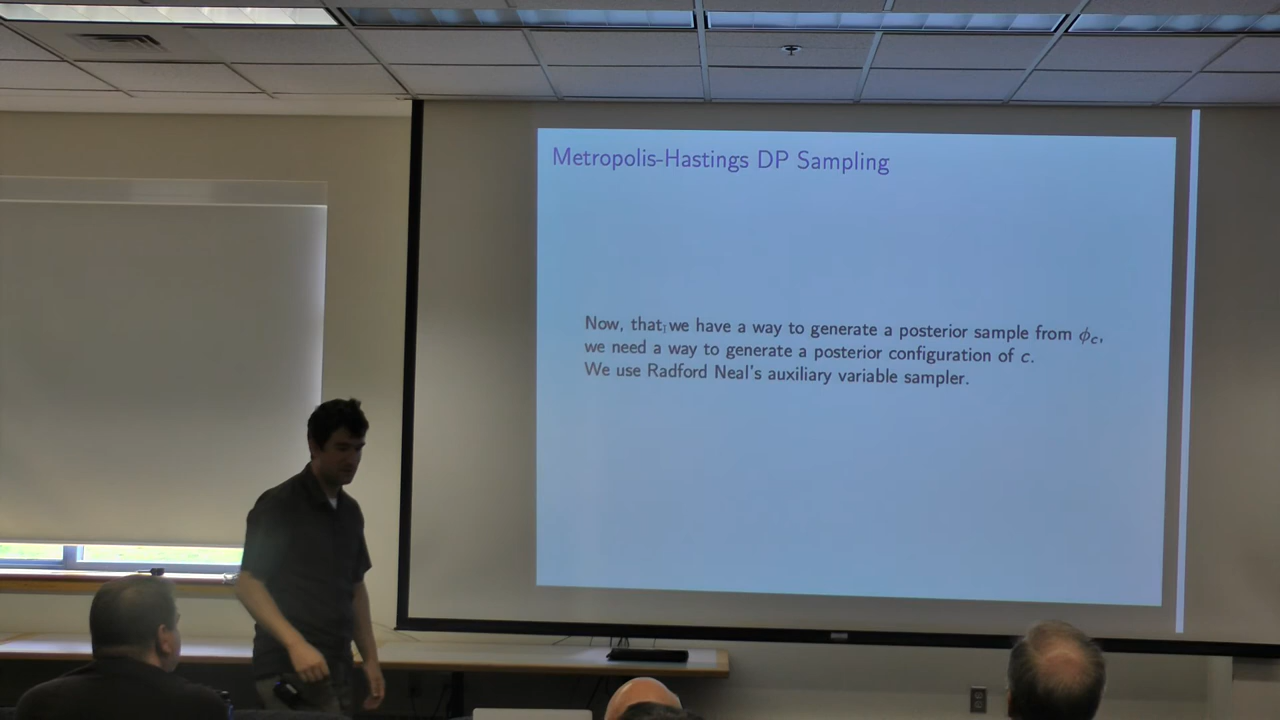 Metropolis-Hastings DP Sampling
Now, that we have a way to generate a posterior sample from ϕc,
we need a way to generate a posterior configuration of c.
We use Radford Neal's auxiliary variable sampler.